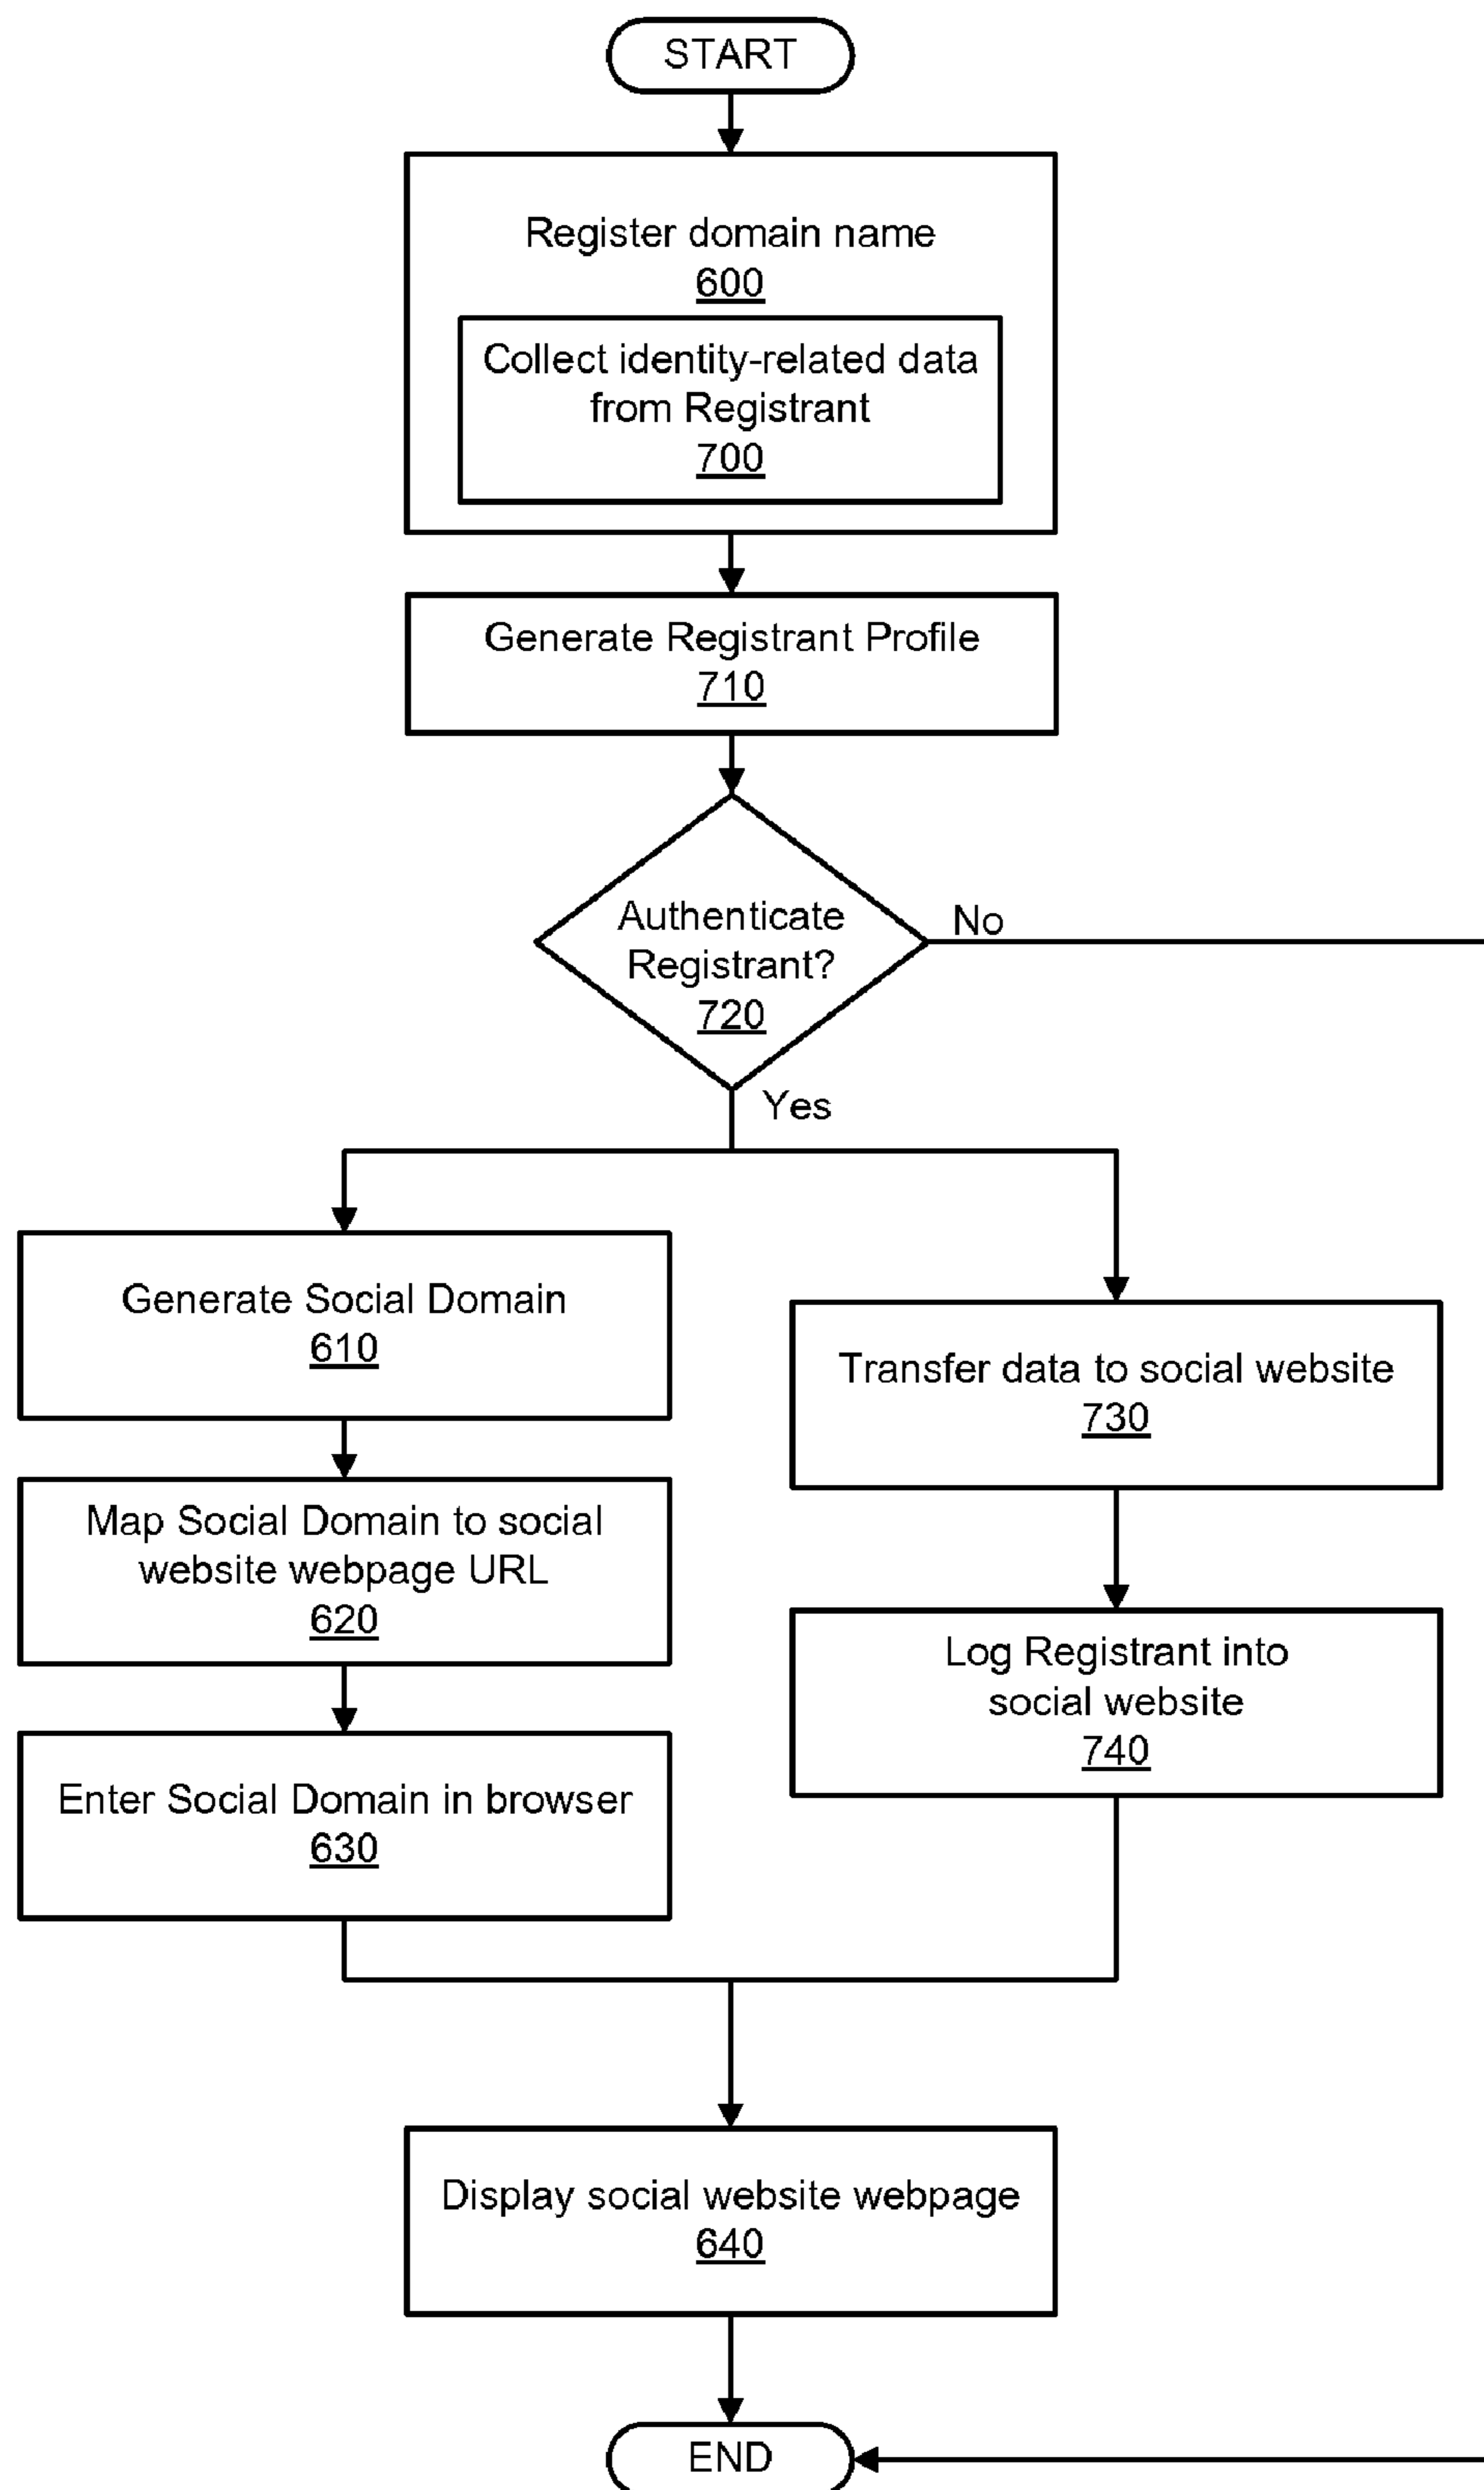 START
Register domain name
600
Collect identity-related data
from Registrant
700
Generate Registrant Profile
710
Authenticate
Registrant?
720
No
Yes
Generate Social Domain
610
Map Social Domain to social
website webpage URL
620
Enter Social Domain in browser
630
Transfer data to social website
730
Log Registrant into
social website
740
Display social website webpage
640
END